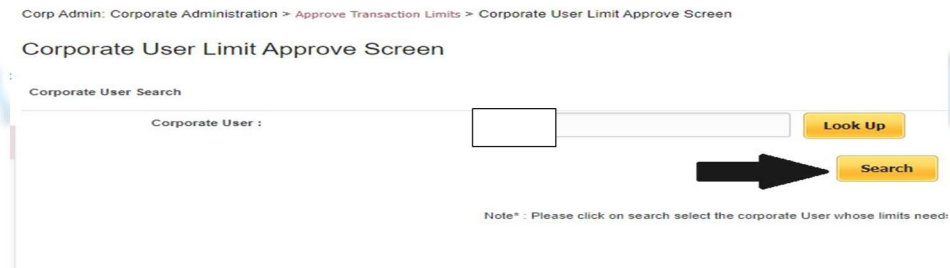 Corp Admin: Corporate Administration > Approve Transaction Limits > Corporate User Limit Approve Screen
Corporate User Limit Approve Screen
Corporate User Search
Corporate User :
Look Up
Search
Note* : Please click on search select the corporate User whose limits need